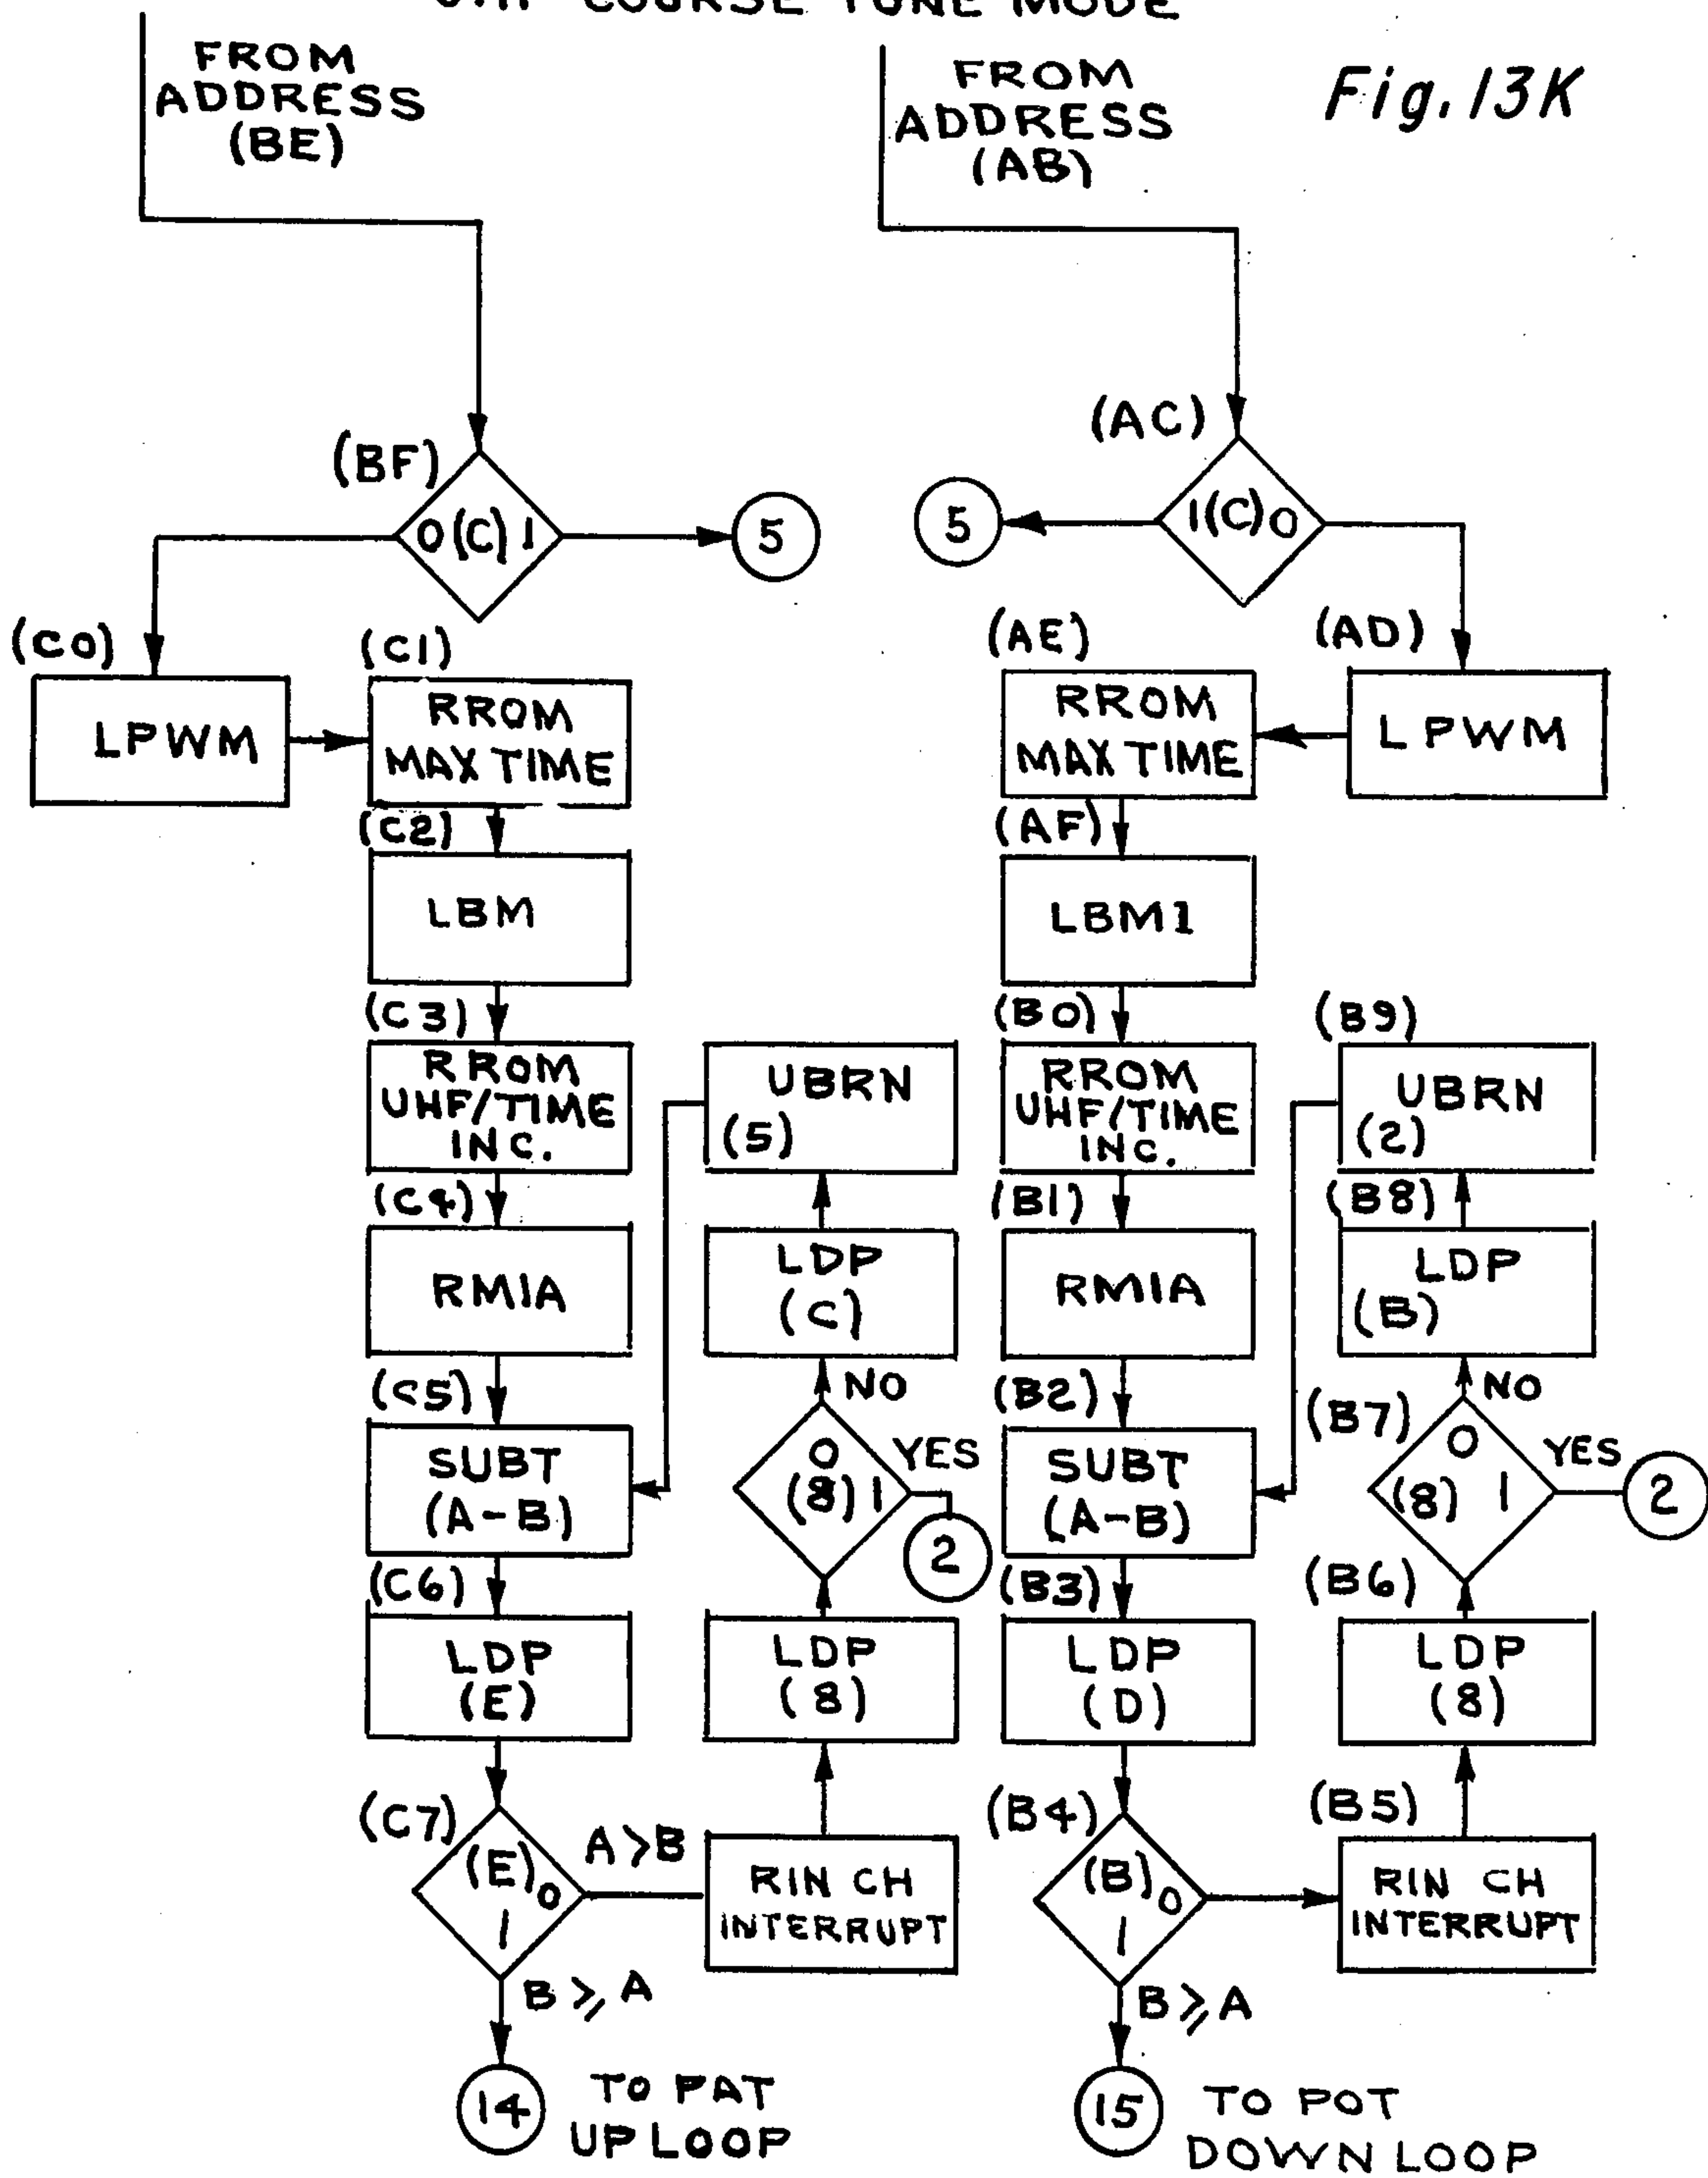 COURSE TUNE MODE
Fig. 13K
FROM
ADDRESS
(BE)
FROM
ADDRESS
(AB)
(BF)
0 (C) 1
5
(AC)
5
1 (C) 0
(C0)
LPWM
(C1)
RROM
MAX TIME
(C2)
LBM
(C3)
RROM
UHF/TIME
INC.
(C4)
RM1A
(C5)
SUBT
(A-B)
(C6)
LDP
(E)
(C7)
(E) 0
1
A>B
B⩾A
14
TO PAT
UP LOOP
UBRN
(5)
LDP
(C)
NO
0
(8) 1
YES
2
LDP
(8)
RIN CH
INTERRUPT
(AE)
RROM
MAX TIME
(AD)
LPWM
(AF)
LBM1
(B0)
RROM
UHF/TIME
INC.
(B1)
RM1A
(B2)
SUBT
(A-B)
(B3)
LDP
(D)
(B4)
(B) 0
1
B⩾A
15
TO POT
DOWN LOOP
(B9)
UBRN
(2)
(B8)
LDP
(B)
NO
(B7)
0
(8) 1
YES
2
(B6)
LDP
(8)
(B5)
RIN CH
INTERRUPT